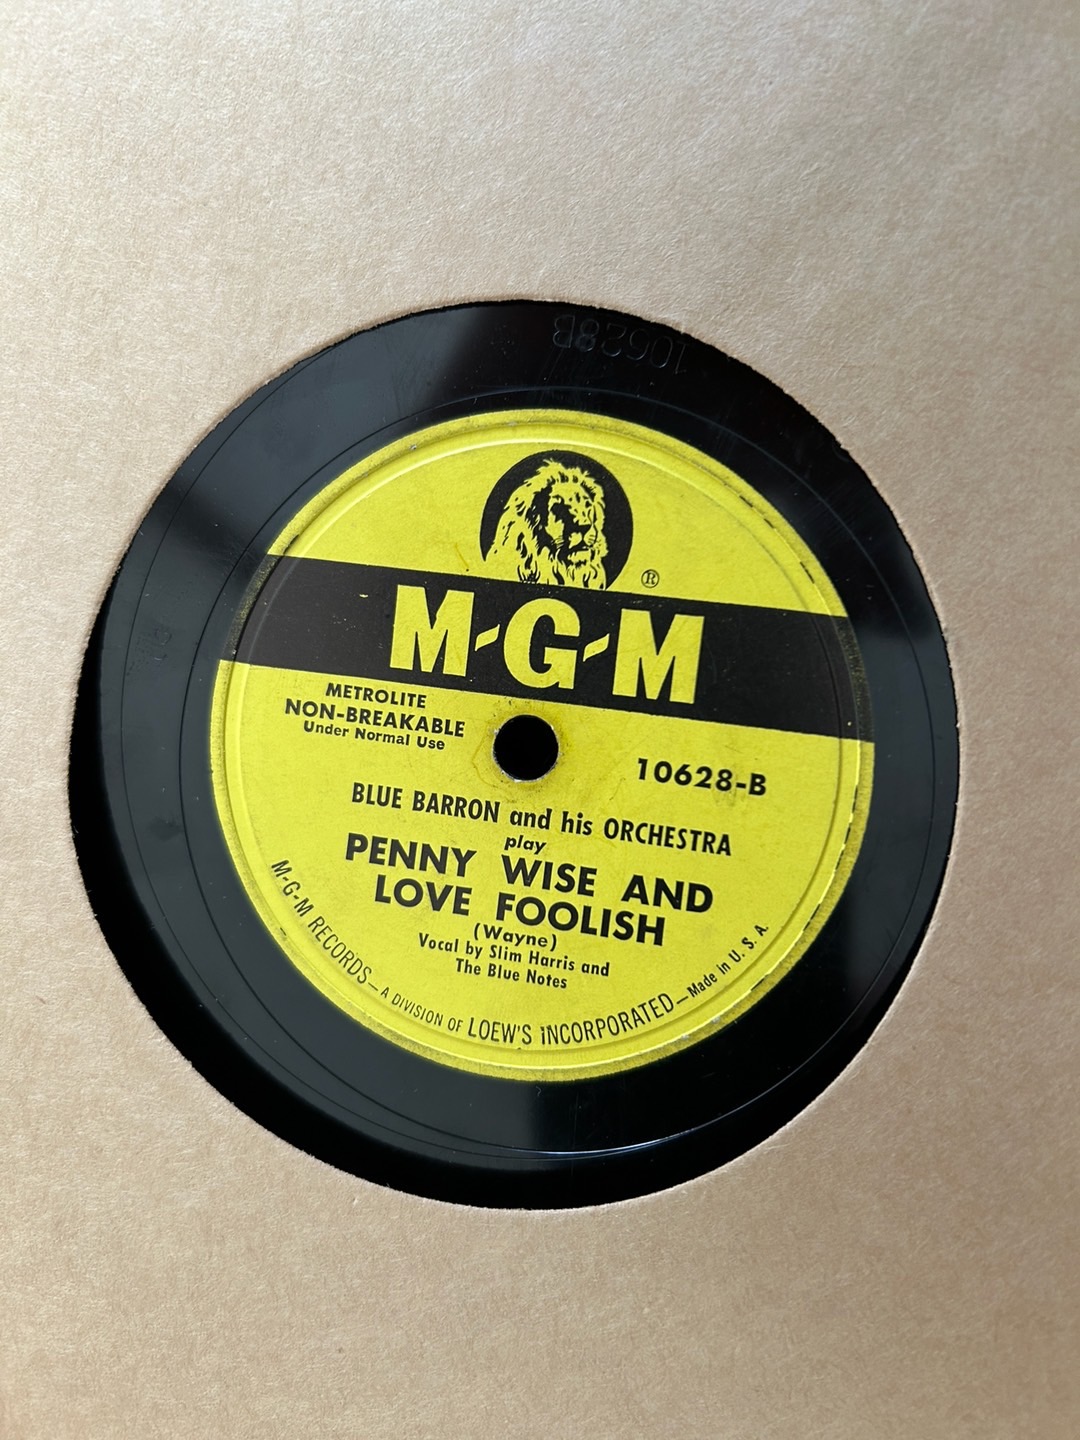 10628B
®
M-G-M
METROLITE
NON-BREAKABLE
Under Normal Use
10628-B
BLUE BARRON and his ORCHESTRA
play
PENNY WISE AND
LOVE FOOLISH
(Wayne)
Vocal by Slim Harris and
The Blue Notes
M-G-M RECORDS—A DIVISION OF LOEW'S INCORPORATED—Made in U. S. A.